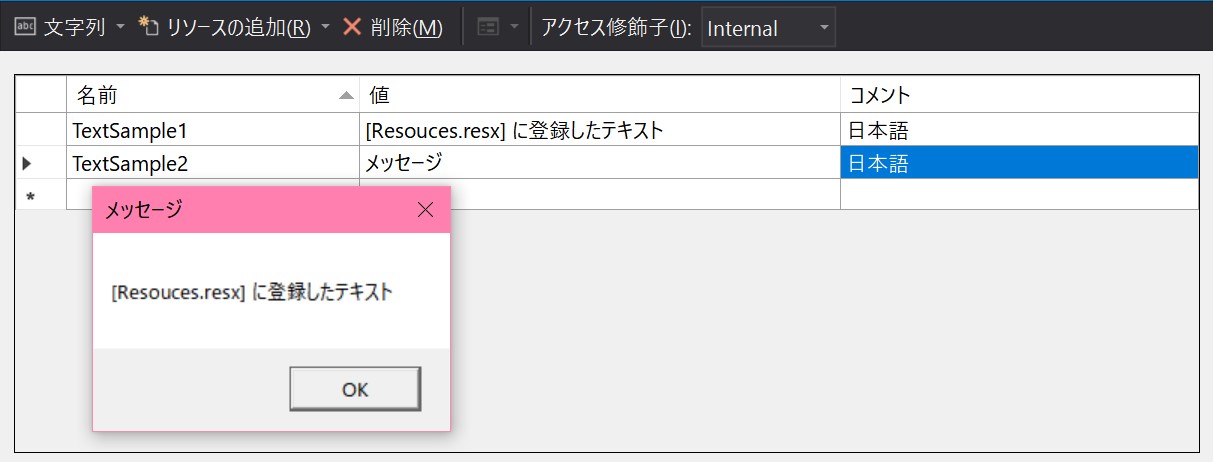 abc 文字列 リソースの追加(R) 削除(M) アクセス修飾子(I): Internal
名前 値 コメント
TextSample1 [Resouces.resx] に登録したテキスト 日本語
TextSample2 メッセージ 日本語
*
メッセージ
[Resouces.resx] に登録したテキスト
OK